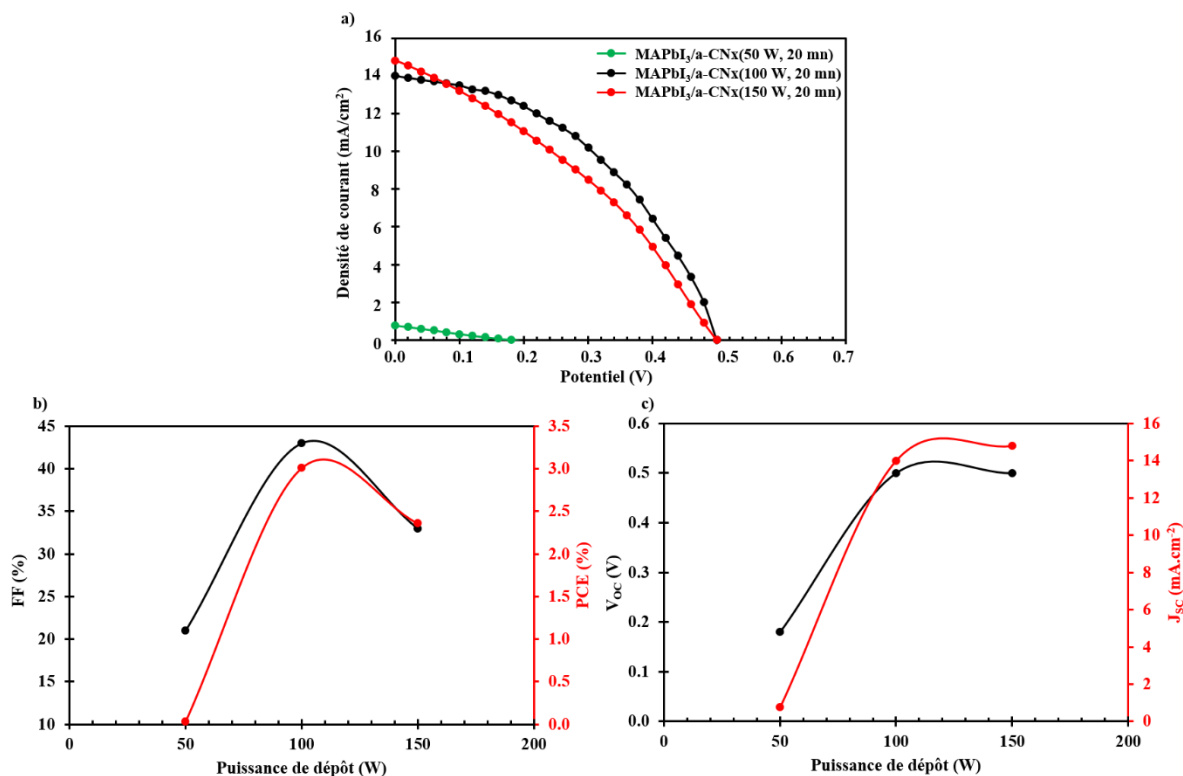 a)
16
14
12
10
8
6
4
2
0
Densité de courant (mA/cm²)
MAPbI₃/a-CNx(50 W, 20 mn)
MAPbI₃/a-CNx(100 W, 20 mn)
MAPbI₃/a-CNx(150 W, 20 mn)
0.0 0.1 0.2 0.3 0.4 0.5 0.6 0.7
Potentiel (V)
b)
45
40
35
30
25
20
15
10
FF (%)
3.5
3.0
2.5
2.0
1.5
1.0
0.5
0.0
PCE (%)
0 50 100 150 200
Puissance de dépôt (W)
c)
0.6
0.5
0.4
0.3
0.2
0.1
0.0
V_OC (V)
16
14
12
10
8
6
4
2
0
J_SC (mA.cm⁻²)
0 50 100 150 200
Puissance de dépôt (W)